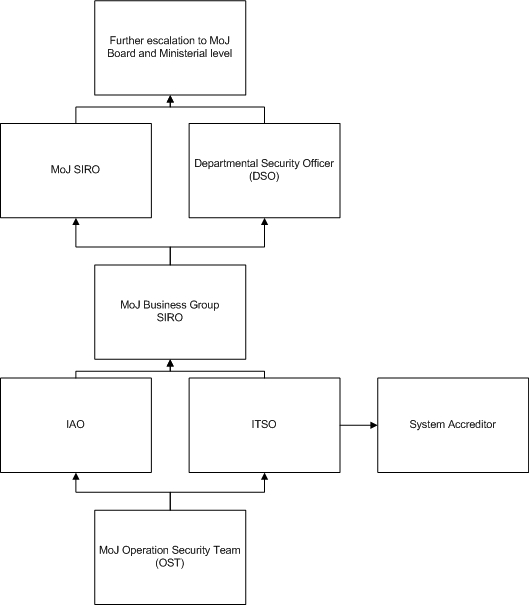 Further escalation to MoJ
Board and Ministerial level
MoJ SIRO
Departmental Security Officer
(DSO)
MoJ Business Group
SIRO
IAO
ITSO
System Accreditor
MoJ Operation Security Team
(OST)